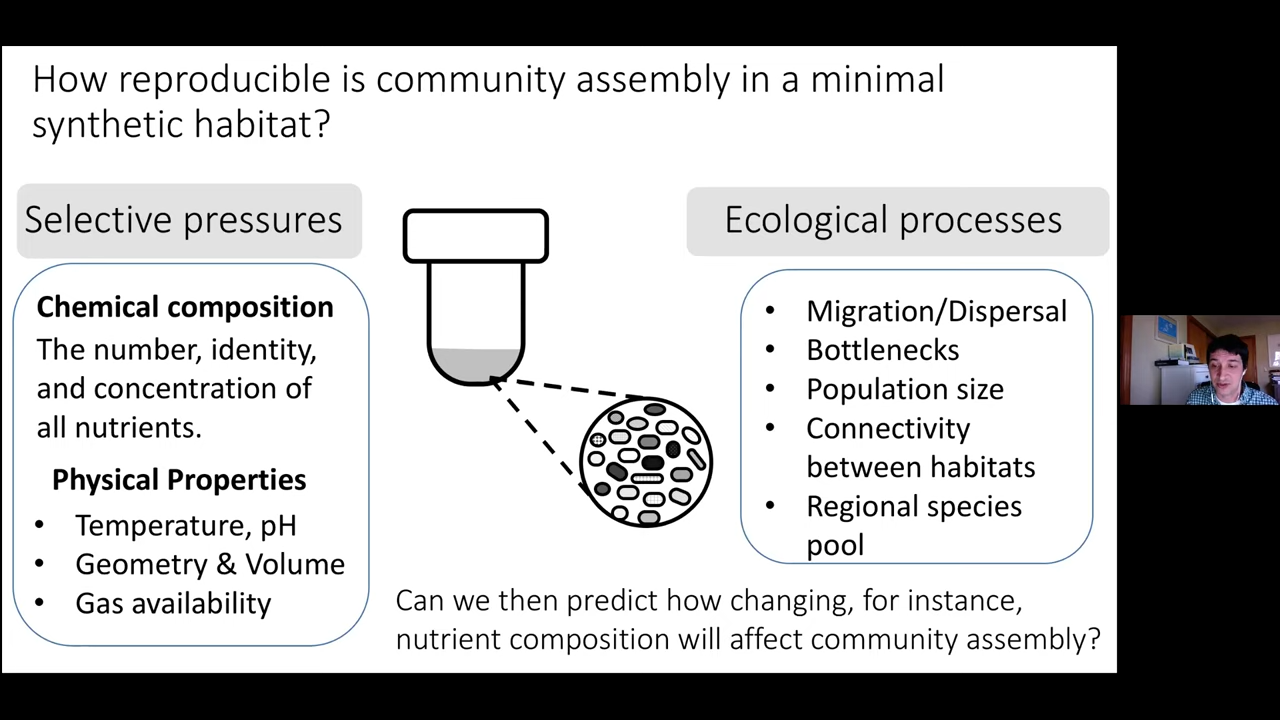 How reproducible is community assembly in a minimal
synthetic habitat?
Selective pressures
Chemical composition
The number, identity,
and concentration of
all nutrients.
Physical Properties
• Temperature, pH
• Geometry & Volume
• Gas availability
Ecological processes
• Migration/Dispersal
• Bottlenecks
• Population size
• Connectivity
between habitats
• Regional species
pool
Can we then predict how changing, for instance,
nutrient composition will affect community assembly?